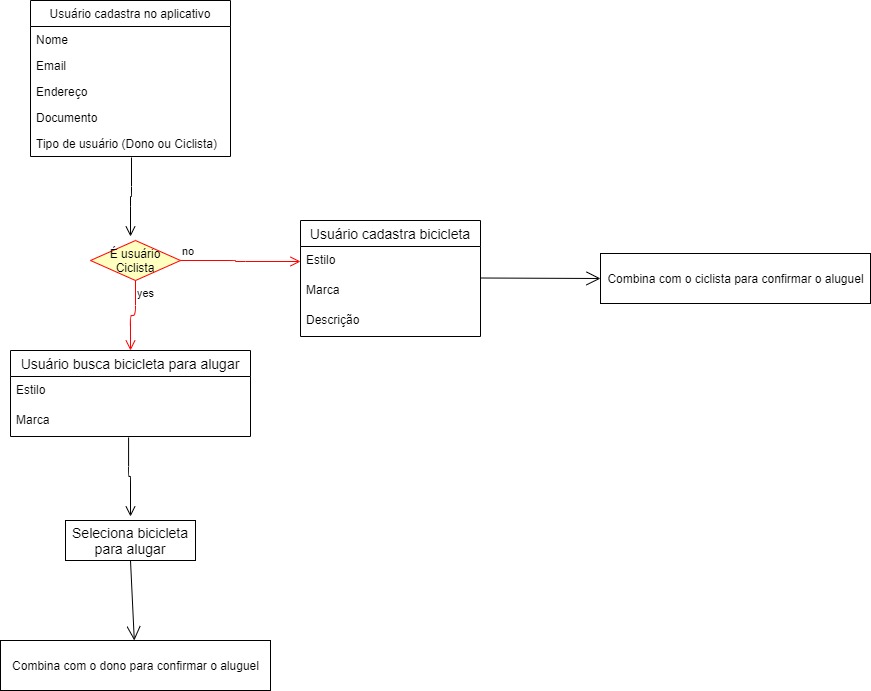 Usuário cadastra no aplicativo
Nome
Email
Endereço
Documento
Tipo de usuário (Dono ou Ciclista)
É usuário
Ciclista
no
yes
Usuário cadastra bicicleta
Estilo
Marca
Descrição
Combina com o ciclista para confirmar o aluguel
Usuário busca bicicleta para alugar
Estilo
Marca
Seleciona bicicleta
para alugar
Combina com o dono para confirmar o aluguel